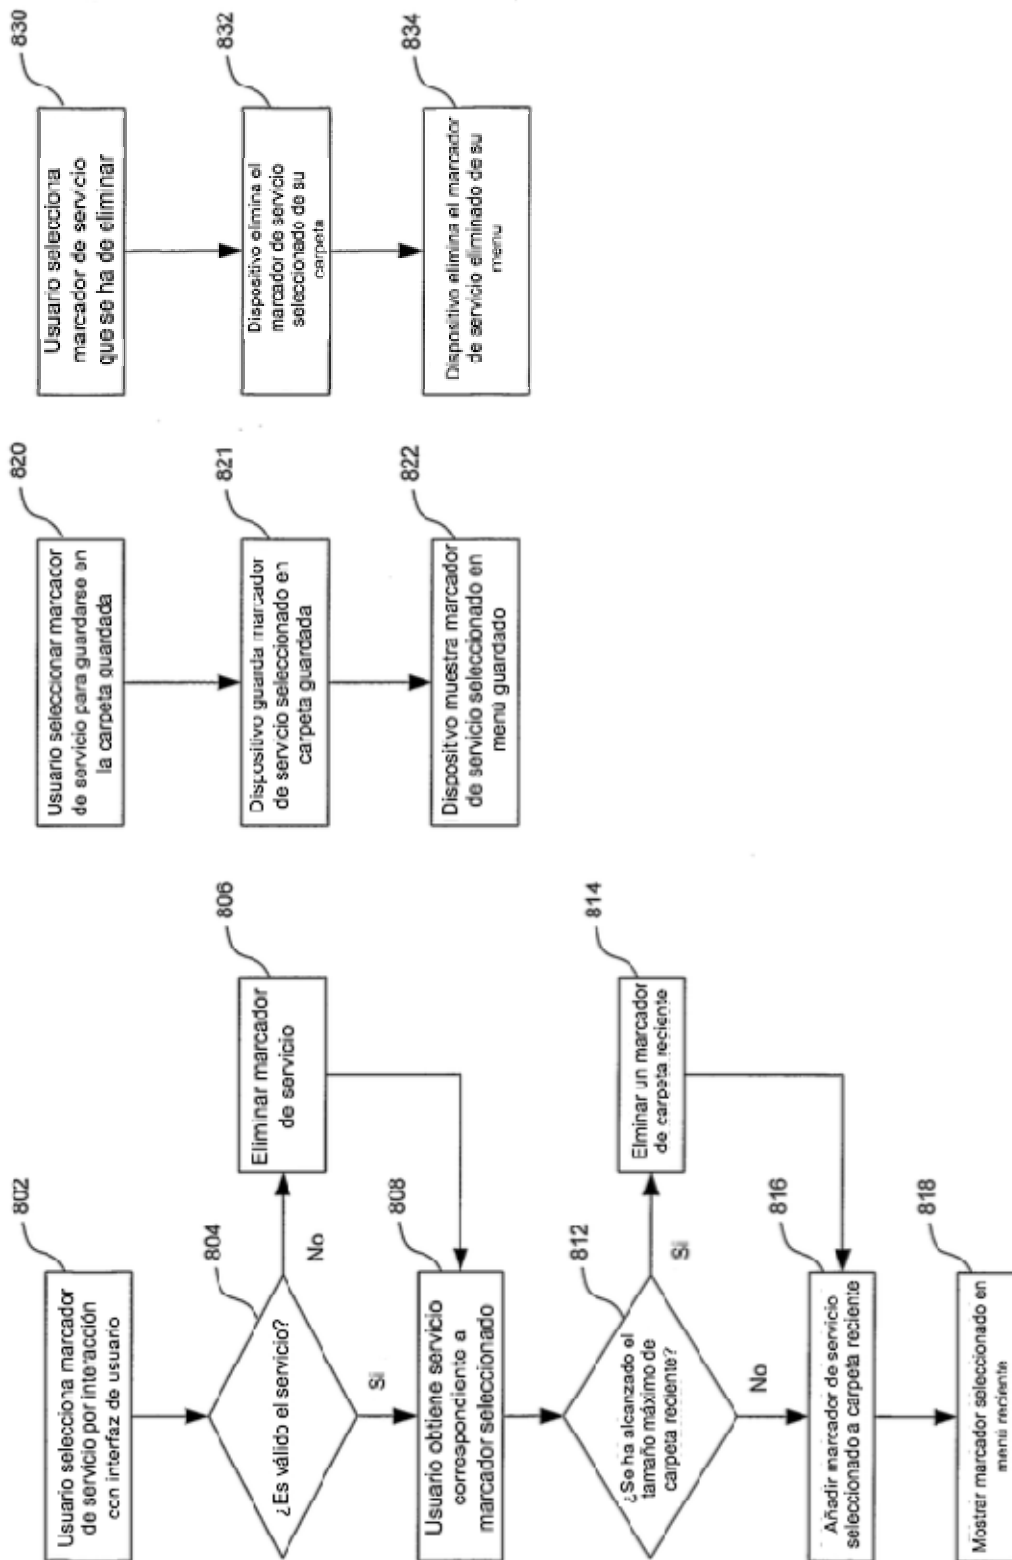 802
Usuario selecciona marcador
de servicio por interacción
con interfaz de usuario
804
¿Es válido el servicio?
No
Si
806
Eliminar marcador
de servicio
808
Usuario obtiene servicio
correspondiente a
marcador seleccionado
812
¿Se ha alcanzado el
tamaño máximo de
carpeta reciente?
Si
No
814
Elminar un marcador
de carpeta reciente
816
Añadir marcador de servicio
seleccionado a carpeta reciente
818
Mostrar marcador seleccionado en
menú reciente
820
Usuario seleccionar marcador
de servicio para guardarse en
la carpeta guardada
821
Dispositivo guarda marcador
de servicio seleccionado en
carpeta guardada
822
Dispositivo muestra marcador
de servicio seleccionado en
menú guardado
830
Usuario selecciona
marcador de servicio
que se ha de eliminar
832
Dispositivo elimina el
marcador de servicio
seleccionado de su
carpeta
834
Dispositivo elimina el marcador
de servicio eliminado de su
menu